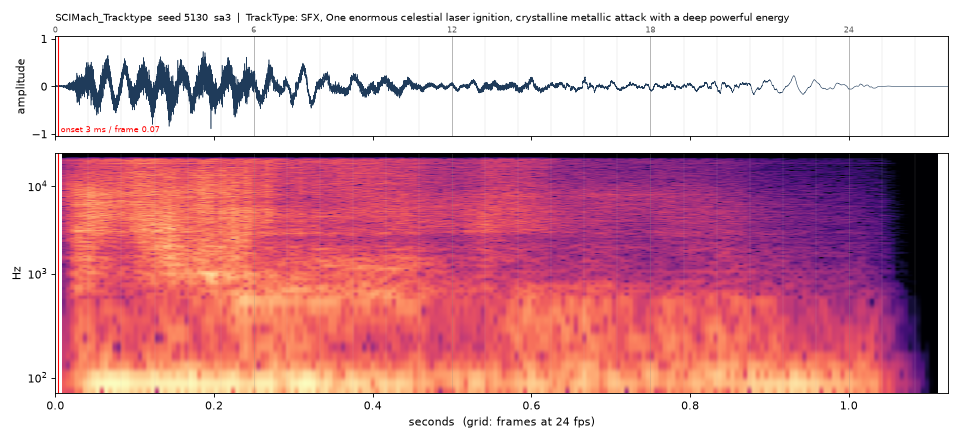 SCIMach_Tracktype  seed 5130  sa3  |  TrackType: SFX, One enormous celestial laser ignition, crystalline metallic attack with a deep powerful energy
0 6 12 18 24
1
0
−1
amplitude
onset 3 ms / frame 0.07
10⁴
10³
10²
Hz
0.0 0.2 0.4 0.6 0.8 1.0
seconds  (grid: frames at 24 fps)